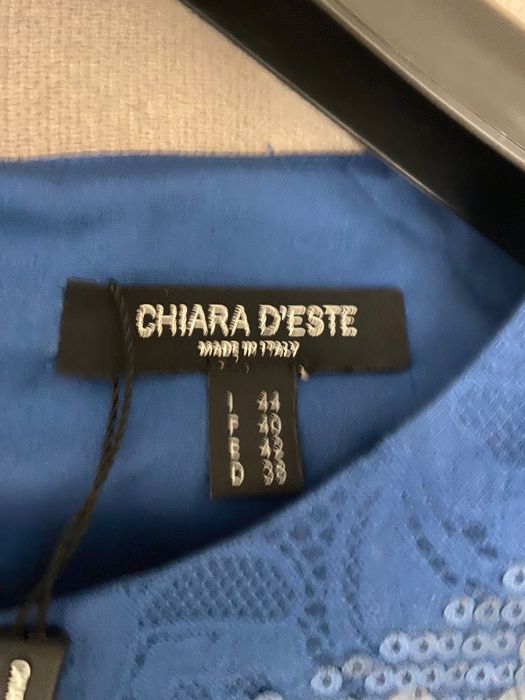 CHIARA D'ESTE
MADE IN ITALY
I 44
F 40
E 42
D 38